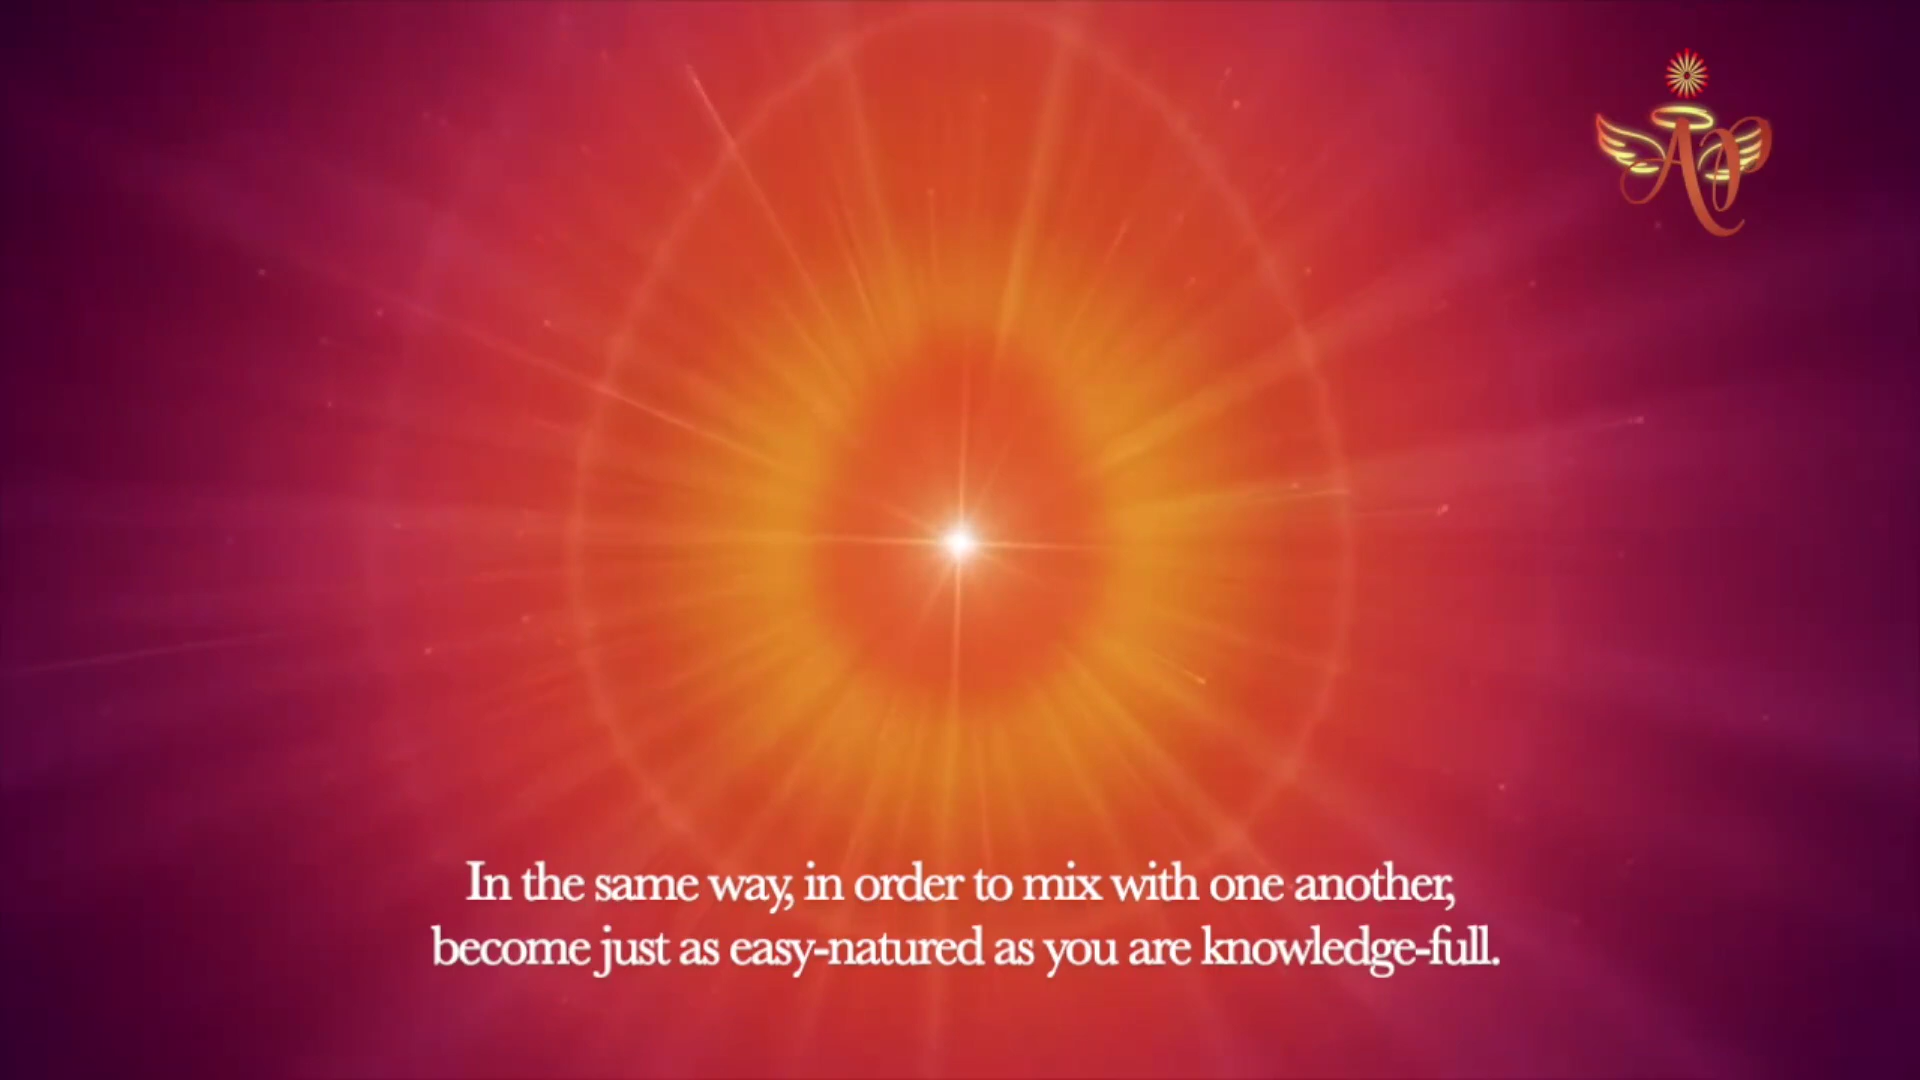 AP
In the same way, in order to mix with one another,
become just as easy-natured as you are knowledge-full.